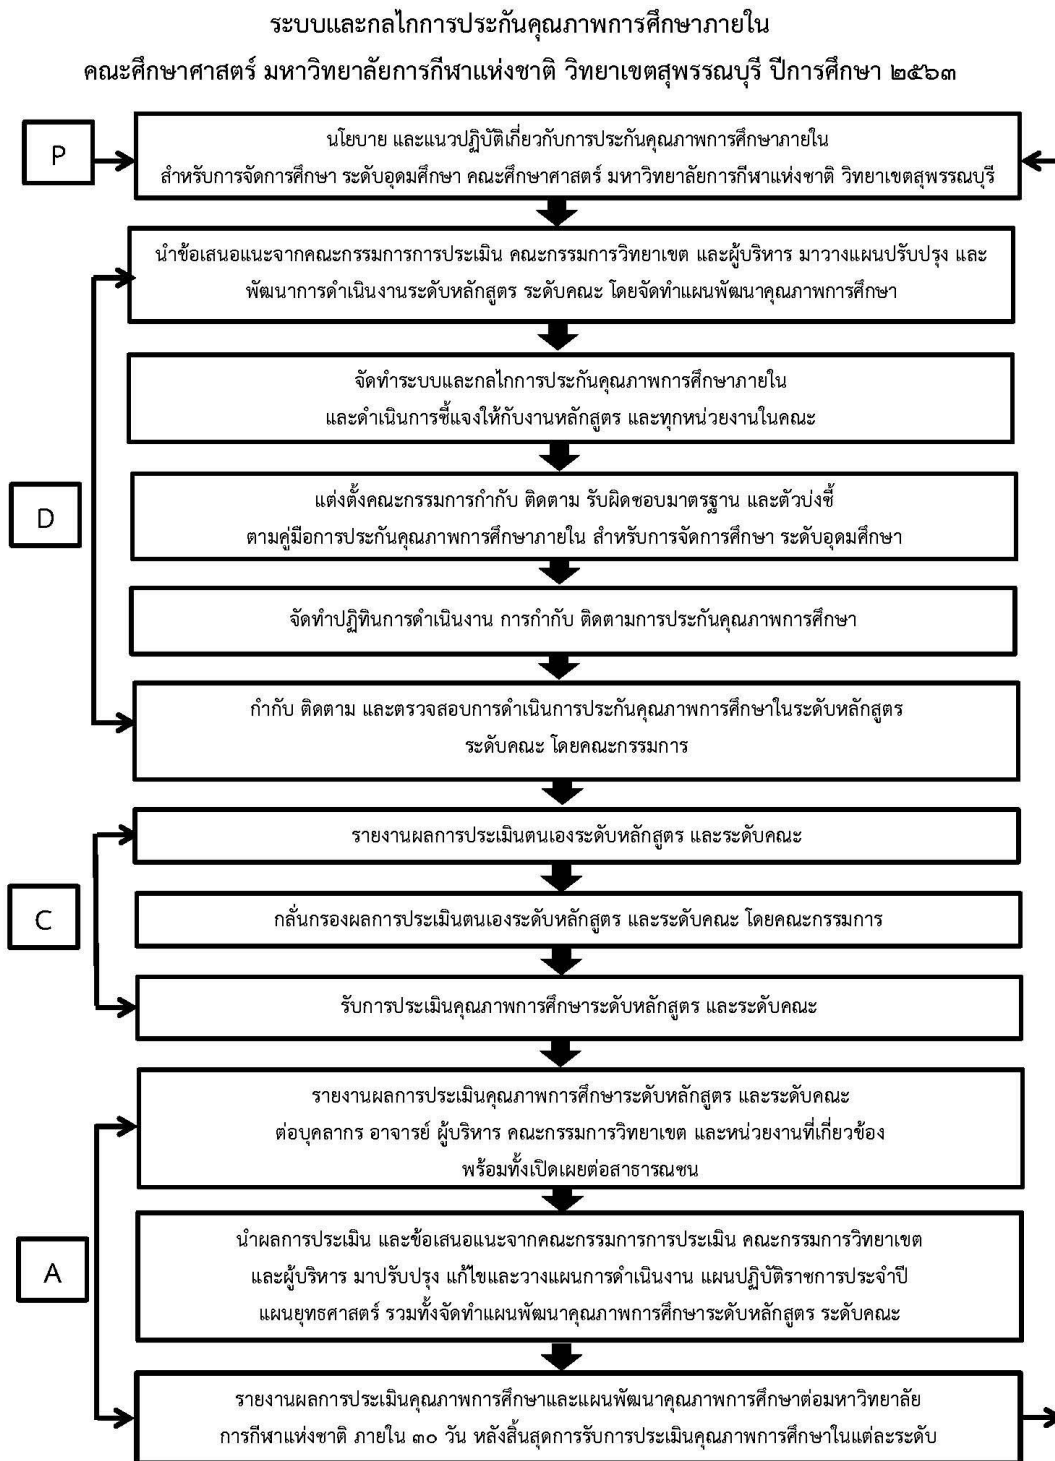 ระบบและกลไกการประกันคุณภาพการศึกษาภายใน
คณะศึกษาศาสตร์ มหาวิทยาลัยการกีฬาแห่งชาติ วิทยาเขตสุพรรณบุรี ปีการศึกษา ๒๕๖๓
P
นโยบาย และแนวปฏิบัติเกี่ยวกับการประกันคุณภาพการศึกษาภายใน
สำหรับการจัดการศึกษา ระดับอุดมศึกษา คณะศึกษาศาสตร์ มหาวิทยาลัยการกีฬาแห่งชาติ วิทยาเขตสุพรรณบุรี
นำข้อเสนอแนะจากคณะกรรมการการประเมิน คณะกรรมการวิทยาเขต และผู้บริหาร มาวางแผนปรับปรุง และ
พัฒนาการดำเนินงานระดับหลักสูตร ระดับคณะ โดยจัดทำแผนพัฒนาคุณภาพการศึกษา
จัดทำระบบและกลไกการประกันคุณภาพการศึกษาภายใน
และดำเนินการชี้แจงให้กับงานหลักสูตร และทุกหน่วยงานในคณะ
D
แต่งตั้งคณะกรรมการกำกับ ติดตาม รับผิดชอบมาตรฐาน และตัวบ่งชี้
ตามคู่มือการประกันคุณภาพการศึกษาภายใน สำหรับการจัดการศึกษา ระดับอุดมศึกษา
จัดทำปฏิทินการดำเนินงาน การกำกับ ติดตามการประกันคุณภาพการศึกษา
กำกับ ติดตาม และตรวจสอบการดำเนินการประกันคุณภาพการศึกษาในระดับหลักสูตร
ระดับคณะ โดยคณะกรรมการ
รายงานผลการประเมินตนเองระดับหลักสูตร และระดับคณะ
C
กลั่นกรองผลการประเมินตนเองระดับหลักสูตร และระดับคณะ โดยคณะกรรมการ
รับการประเมินคุณภาพการศึกษาระดับหลักสูตร และระดับคณะ
รายงานผลการประเมินคุณภาพการศึกษาระดับหลักสูตร และระดับคณะ
ต่อบุคลากร อาจารย์ ผู้บริหาร คณะกรรมการวิทยาเขต และหน่วยงานที่เกี่ยวข้อง
พร้อมทั้งเปิดเผยต่อสาธารณชน
A
นำผลการประเมิน และข้อเสนอแนะจากคณะกรรมการการประเมิน คณะกรรมการวิทยาเขต
และผู้บริหาร มาปรับปรุง แก้ไขและวางแผนการดำเนินงาน แผนปฏิบัติราชการประจำปี
แผนยุทธศาสตร์ รวมทั้งจัดทำแผนพัฒนาคุณภาพการศึกษาระดับหลักสูตร ระดับคณะ
รายงานผลการประเมินคุณภาพการศึกษาและแผนพัฒนาคุณภาพการศึกษาต่อมหาวิทยาลัย
การกีฬาแห่งชาติ ภายใน ๓๐ วัน หลังสิ้นสุดการรับการประเมินคุณภาพการศึกษาในแต่ละระดับ